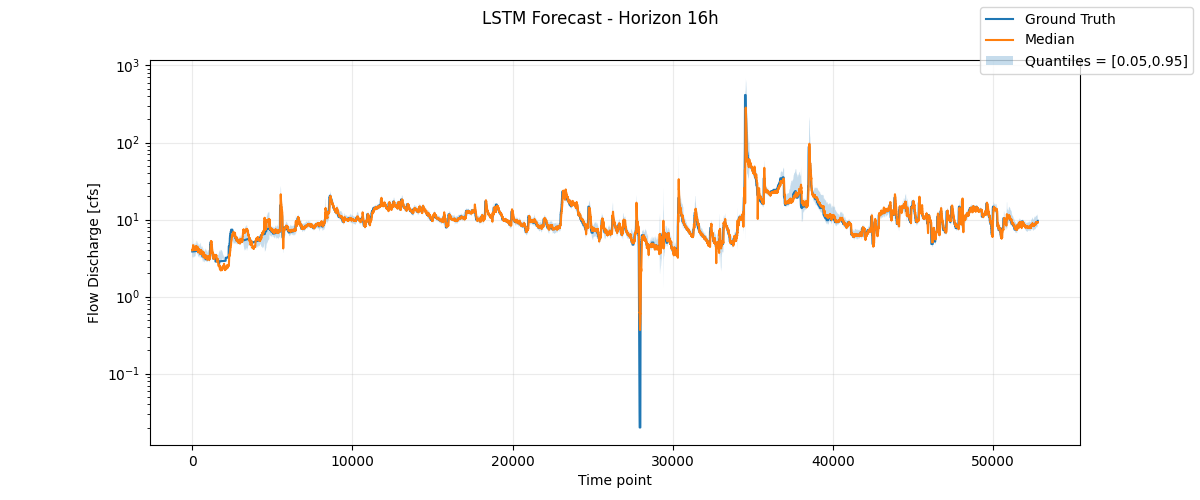 LSTM Forecast - Horizon 16h
Ground Truth
Median
Quantiles = [0.05,0.95]
Flow Discharge [cfs]
10³
10²
10¹
10⁰
10⁻¹
0 10000 20000 30000 40000 50000
Time point